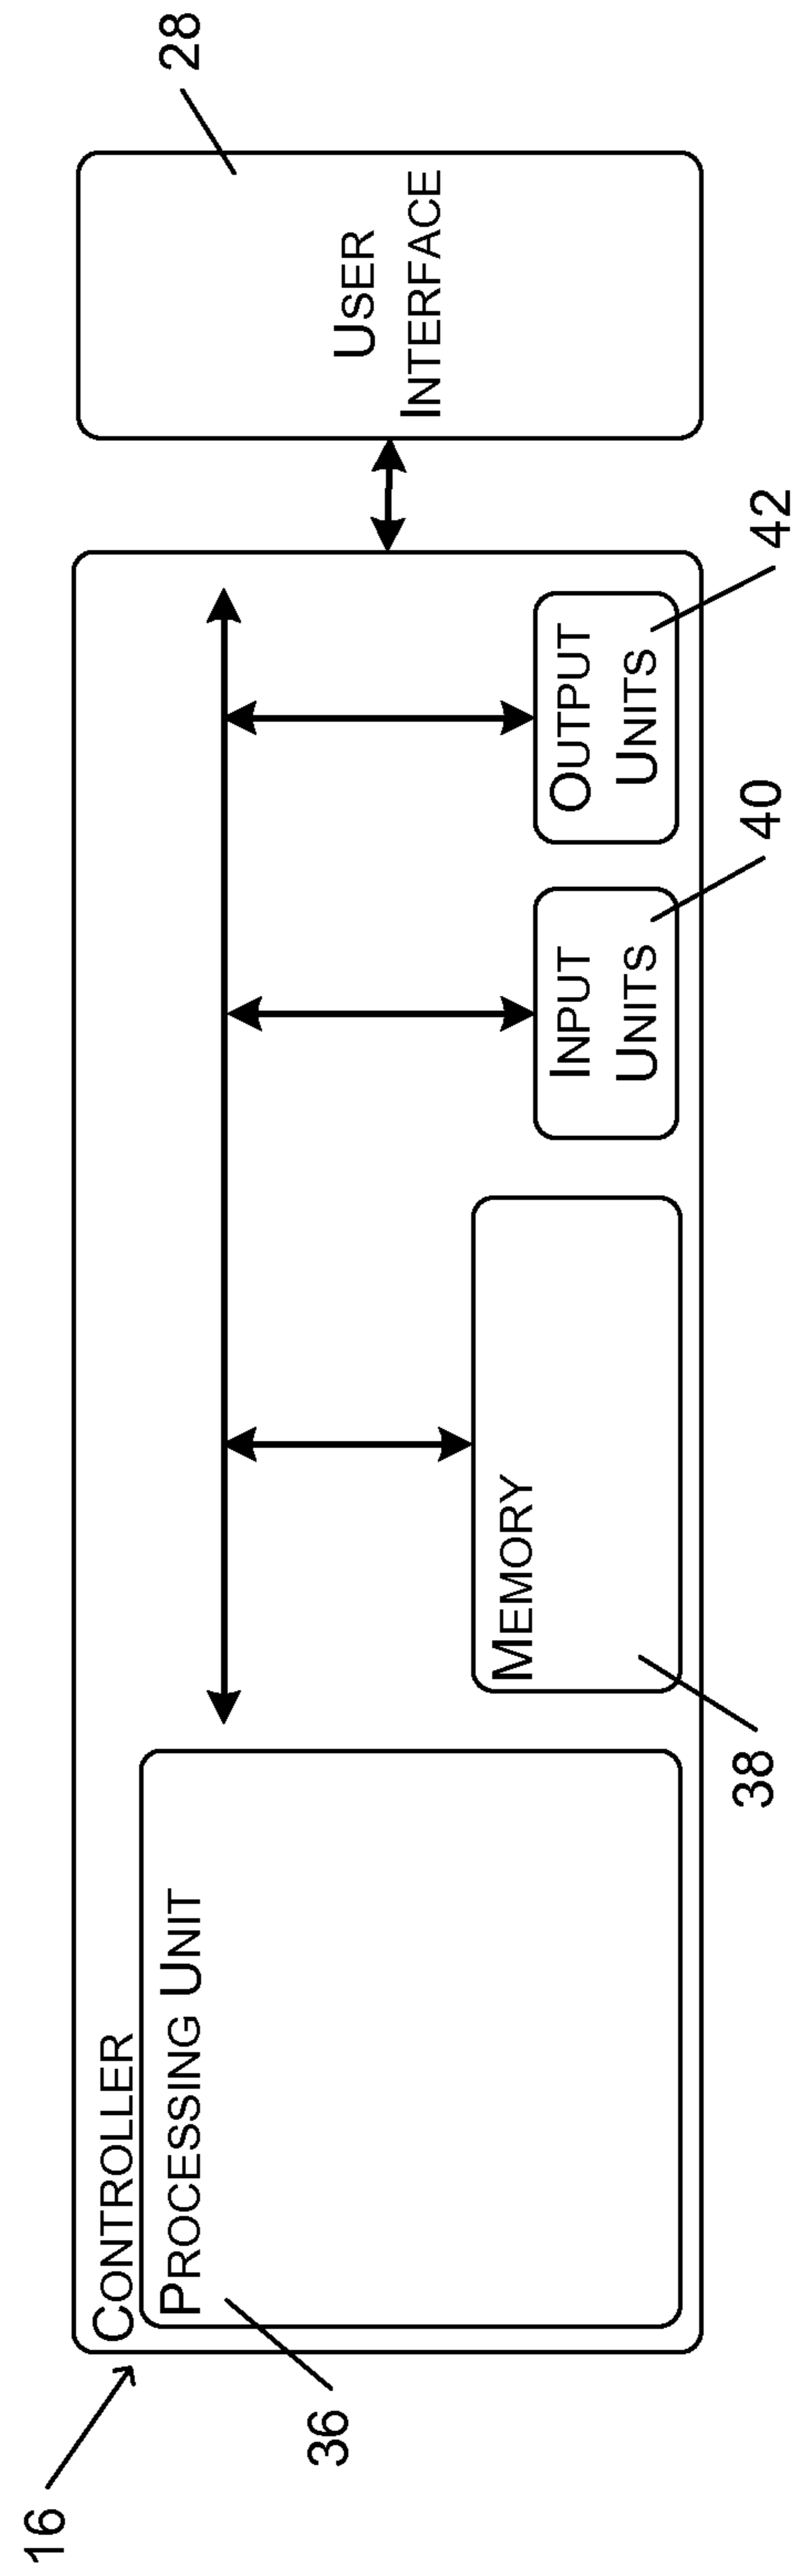 16
CONTROLLER
PROCESSING UNIT
36
MEMORY
38
INPUT
UNITS
40
OUTPUT
UNITS
42
USER
INTERFACE
28